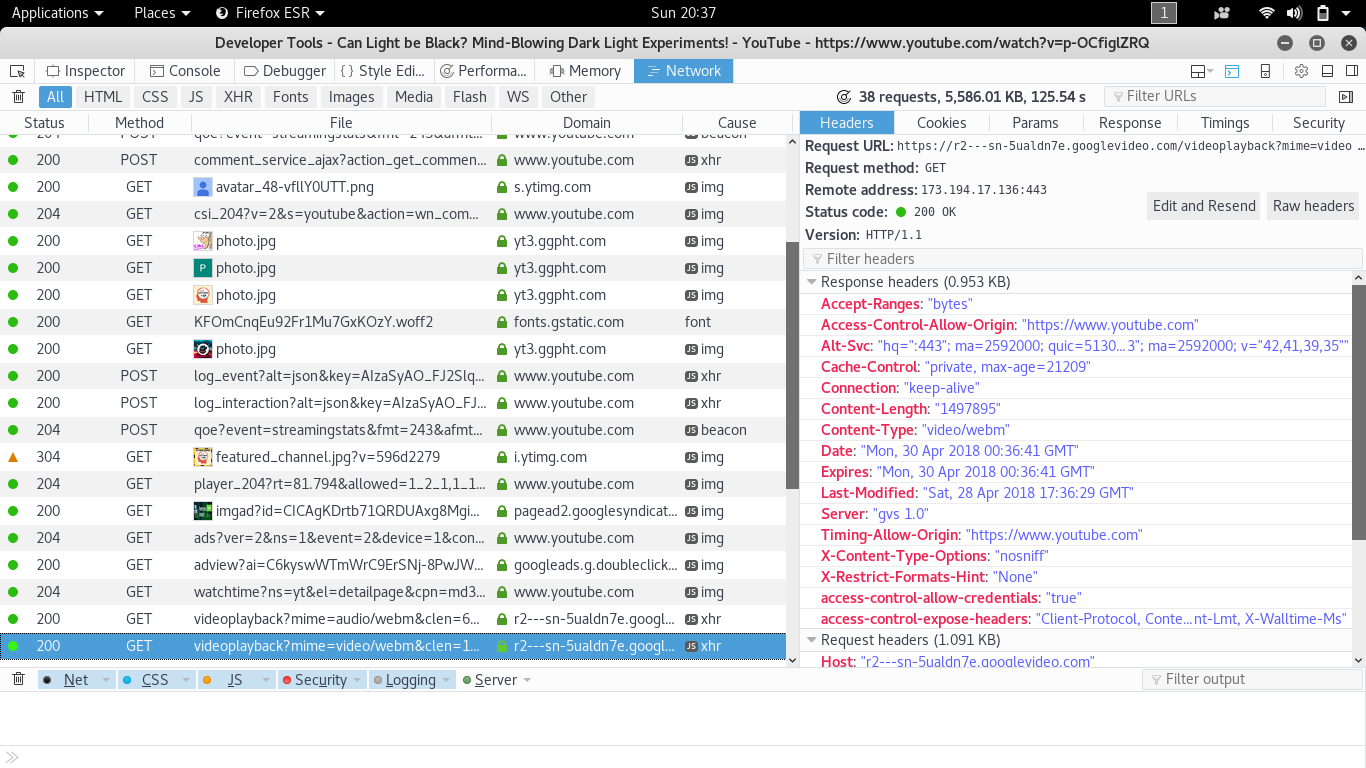 Applications Places Firefox ESR Sun 20:37 1
Developer Tools - Can Light be Black? Mind-Blowing Dark Light Experiments! - YouTube - https://www.youtube.com/watch?v=p-OCfigIZRQ
Inspector Console Debugger { } Style Edi... Performa... Memory Network
All HTML CSS JS XHR Fonts Images Media Flash WS Other 38 requests, 5,586.01 KB, 125.54 s Filter URLs
Status Method File Domain Cause
204 POST qoe?event=streamingstats&fmt=243&afmt... www.youtube.com beacon
200 POST comment_service_ajax?action_get_commen... www.youtube.com JS xhr
200 GET avatar_48-vfllY0UTT.png s.ytimg.com JS img
204 GET csi_204?v=2&s=youtube&action=wn_com... www.youtube.com JS img
200 GET photo.jpg yt3.ggpht.com JS img
200 GET P photo.jpg yt3.ggpht.com JS img
200 GET photo.jpg yt3.ggpht.com JS img
200 GET KFOmCnqEu92Fr1Mu7GxKOzY.woff2 fonts.gstatic.com font
200 GET photo.jpg yt3.ggpht.com JS img
200 POST log_event?alt=json&key=AIzaSyAO_FJ2Slq... www.youtube.com JS xhr
200 POST log_interaction?alt=json&key=AIzaSyAO_FJ... www.youtube.com JS xhr
204 POST qoe?event=streamingstats&fmt=243&afmt... www.youtube.com JS beacon
304 GET featured_channel.jpg?v=596d2279 i.ytimg.com JS img
204 GET player_204?rt=81.794&allowed=1_2_1,1_1... www.youtube.com JS img
200 GET imgad?id=CICAgKDrtb71QRDUAxg8Mgi... pagead2.googlesyndicat... JS img
204 GET ads?ver=2&ns=1&event=2&device=1&con... www.youtube.com JS img
200 GET adview?ai=C6kyswWTmWrC9ErSNj-8PwJW... googleads.g.doubleclick... JS img
204 GET watchtime?ns=yt&el=detailpage&cpn=md3... www.youtube.com JS img
200 GET videoplayback?mime=audio/webm&clen=6... r2---sn-5ualdn7e.googl... JS xhr
200 GET videoplayback?mime=video/webm&clen=1... r2---sn-5ualdn7e.googl... JS xhr
Headers Cookies Params Response Timings Security
Request URL: https://r2---sn-5ualdn7e.googlevideo.com/videoplayback?mime=video ...
Request method: GET
Remote address: 173.194.17.136:443
Status code: 200 OK Edit and Resend Raw headers
Version: HTTP/1.1
Filter headers
Response headers (0.953 KB)
Accept-Ranges: "bytes"
Access-Control-Allow-Origin: "https://www.youtube.com"
Alt-Svc: "hq=":443"; ma=2592000; quic=5130...3"; ma=2592000; v="42,41,39,35""
Cache-Control: "private, max-age=21209"
Connection: "keep-alive"
Content-Length: "1497895"
Content-Type: "video/webm"
Date: "Mon, 30 Apr 2018 00:36:41 GMT"
Expires: "Mon, 30 Apr 2018 00:36:41 GMT"
Last-Modified: "Sat, 28 Apr 2018 17:36:29 GMT"
Server: "gvs 1.0"
Timing-Allow-Origin: "https://www.youtube.com"
X-Content-Type-Options: "nosniff"
X-Restrict-Formats-Hint: "None"
access-control-allow-credentials: "true"
access-control-expose-headers: "Client-Protocol, Conte...nt-Lmt, X-Walltime-Ms"
Request headers (1.091 KB)
Host: "r2---sn-5ualdn7e.googlevideo.com"
Net CSS JS Security Logging Server Filter output